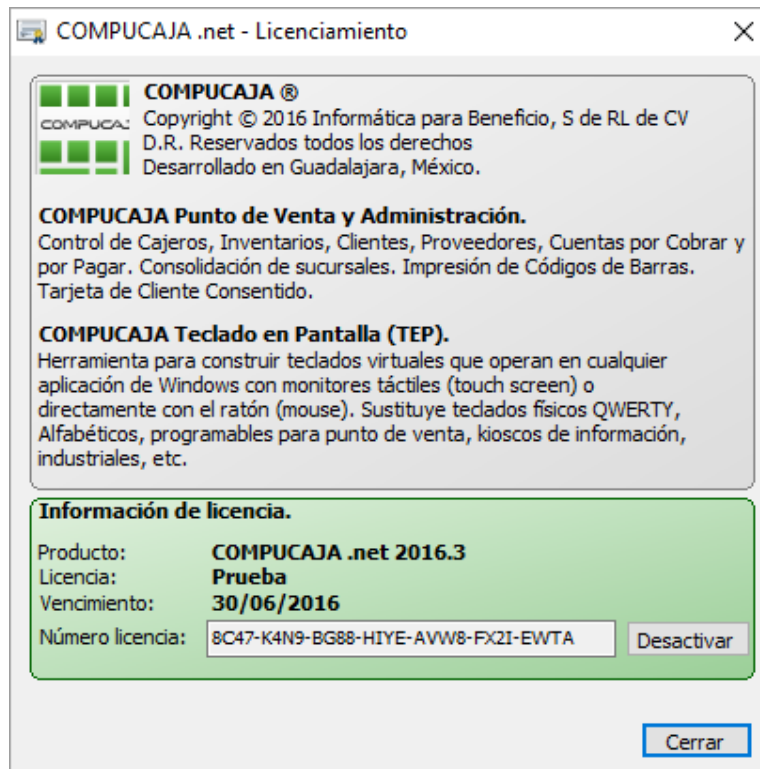 COMPUCAJA .net - Licenciamiento
COMPUCAJA ®
Copyright © 2016 Informática para Beneficio, S de RL de CV
D.R. Reservados todos los derechos
Desarrollado en Guadalajara, México.
COMPUCA
COMPUCAJA Punto de Venta y Administración.
Control de Cajeros, Inventarios, Clientes, Proveedores, Cuentas por Cobrar y
por Pagar. Consolidación de sucursales. Impresión de Códigos de Barras.
Tarjeta de Cliente Consentido.
COMPUCAJA Teclado en Pantalla (TEP).
Herramienta para construir teclados virtuales que operan en cualquier
aplicación de Windows con monitores táctiles (touch screen) o
directamente con el ratón (mouse). Sustituye teclados físicos QWERTY,
Alfabéticos, programables para punto de venta, kioscos de información,
industriales, etc.
Información de licencia.
Producto: COMPUCAJA .net 2016.3
Licencia: Prueba
Vencimiento: 30/06/2016
Número licencia: 8C47-K4N9-BG88-HIYE-AVW8-FX2I-EWTA Desactivar
Cerrar